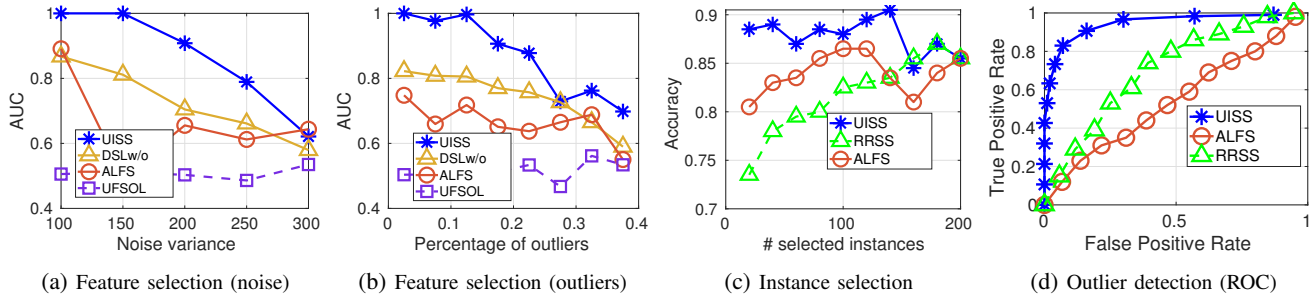 1
0.8
0.6
0.4
AUC
100
150
200
250
300
Noise variance
UISS
DSLw/o
ALFS
UFSOL
(a) Feature selection (noise)
1
0.8
0.6
0.4
AUC
0
0.1
0.2
0.3
0.4
Percentage of outliers
UISS
DSLw/o
ALFS
UFSOL
(b) Feature selection (outliers)
0.9
0.85
0.8
0.75
0.7
Accuracy
0
100
200
# selected instances
UISS
RRSS
ALFS
(c) Instance selection
1
0.8
0.6
0.4
0.2
0
True Positive Rate
0
0.5
1
False Positive Rate
UISS
ALFS
RRSS
(d) Outlier detection (ROC)